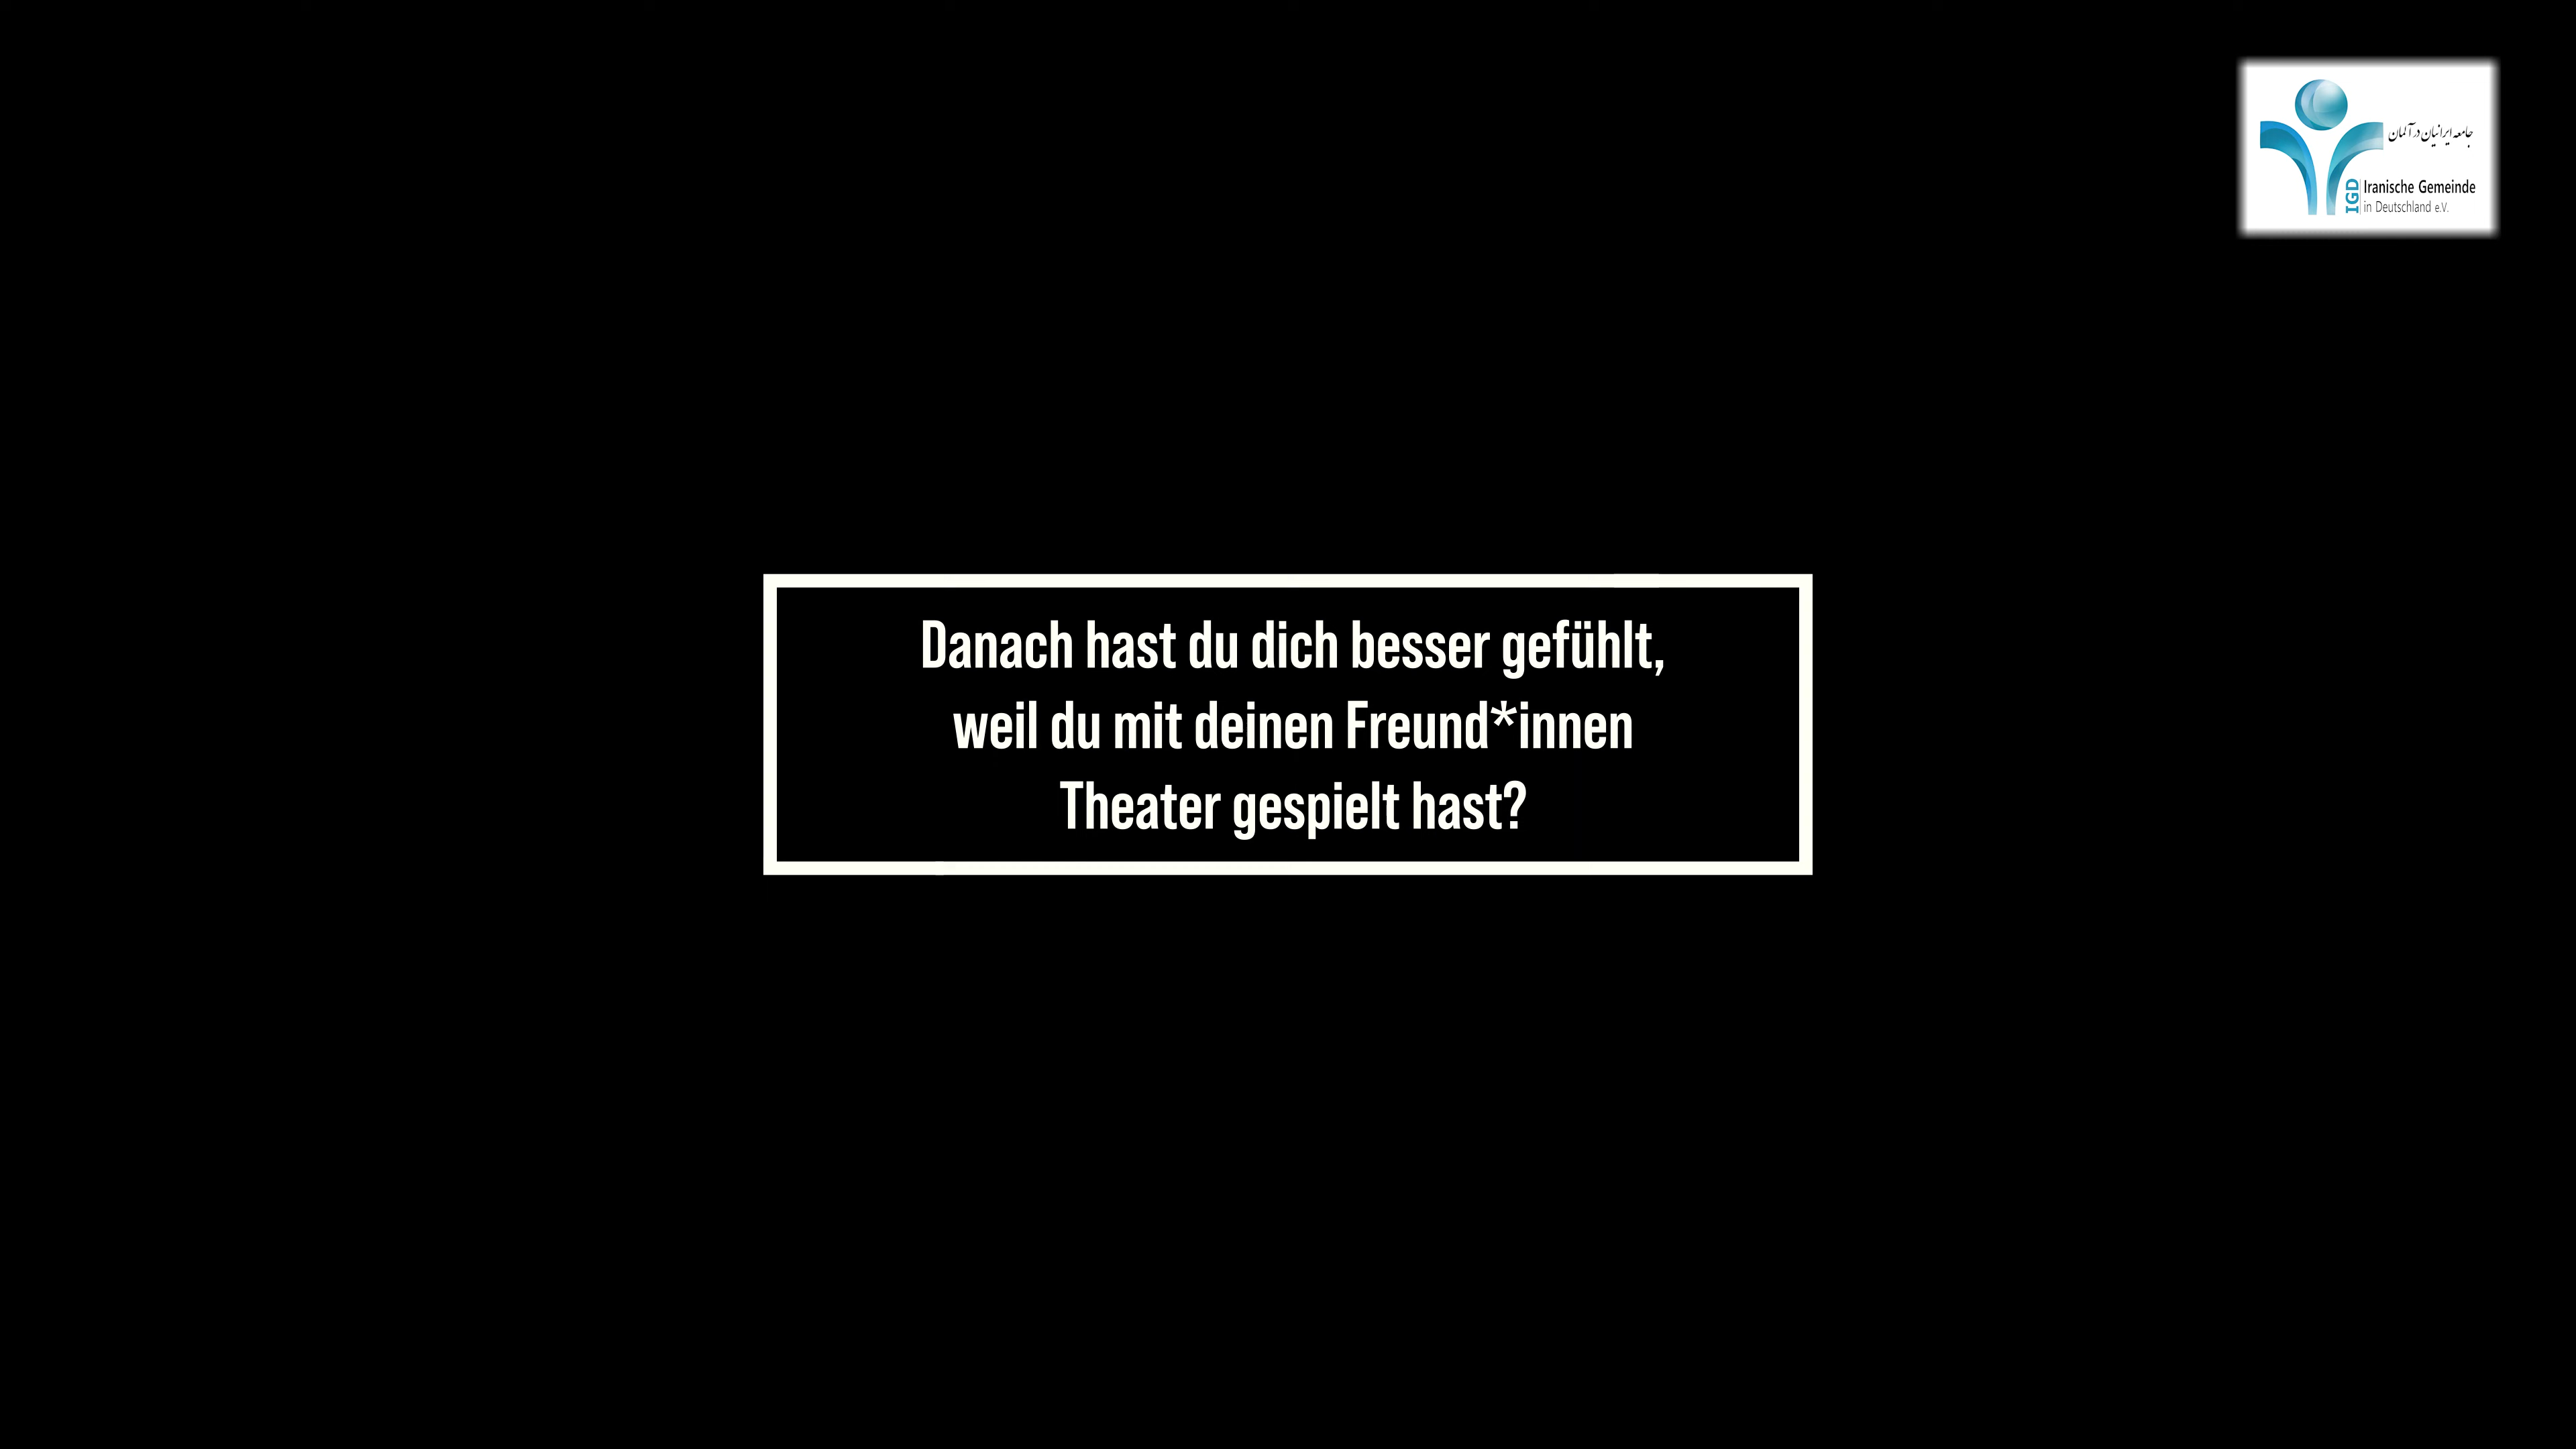 جامعه ایرانیان در آلمان
IGD
Iranische Gemeinde
in Deutschland e.V.
Danach hast du dich besser gefühlt,
weil du mit deinen Freund*innen
Theater gespielt hast?